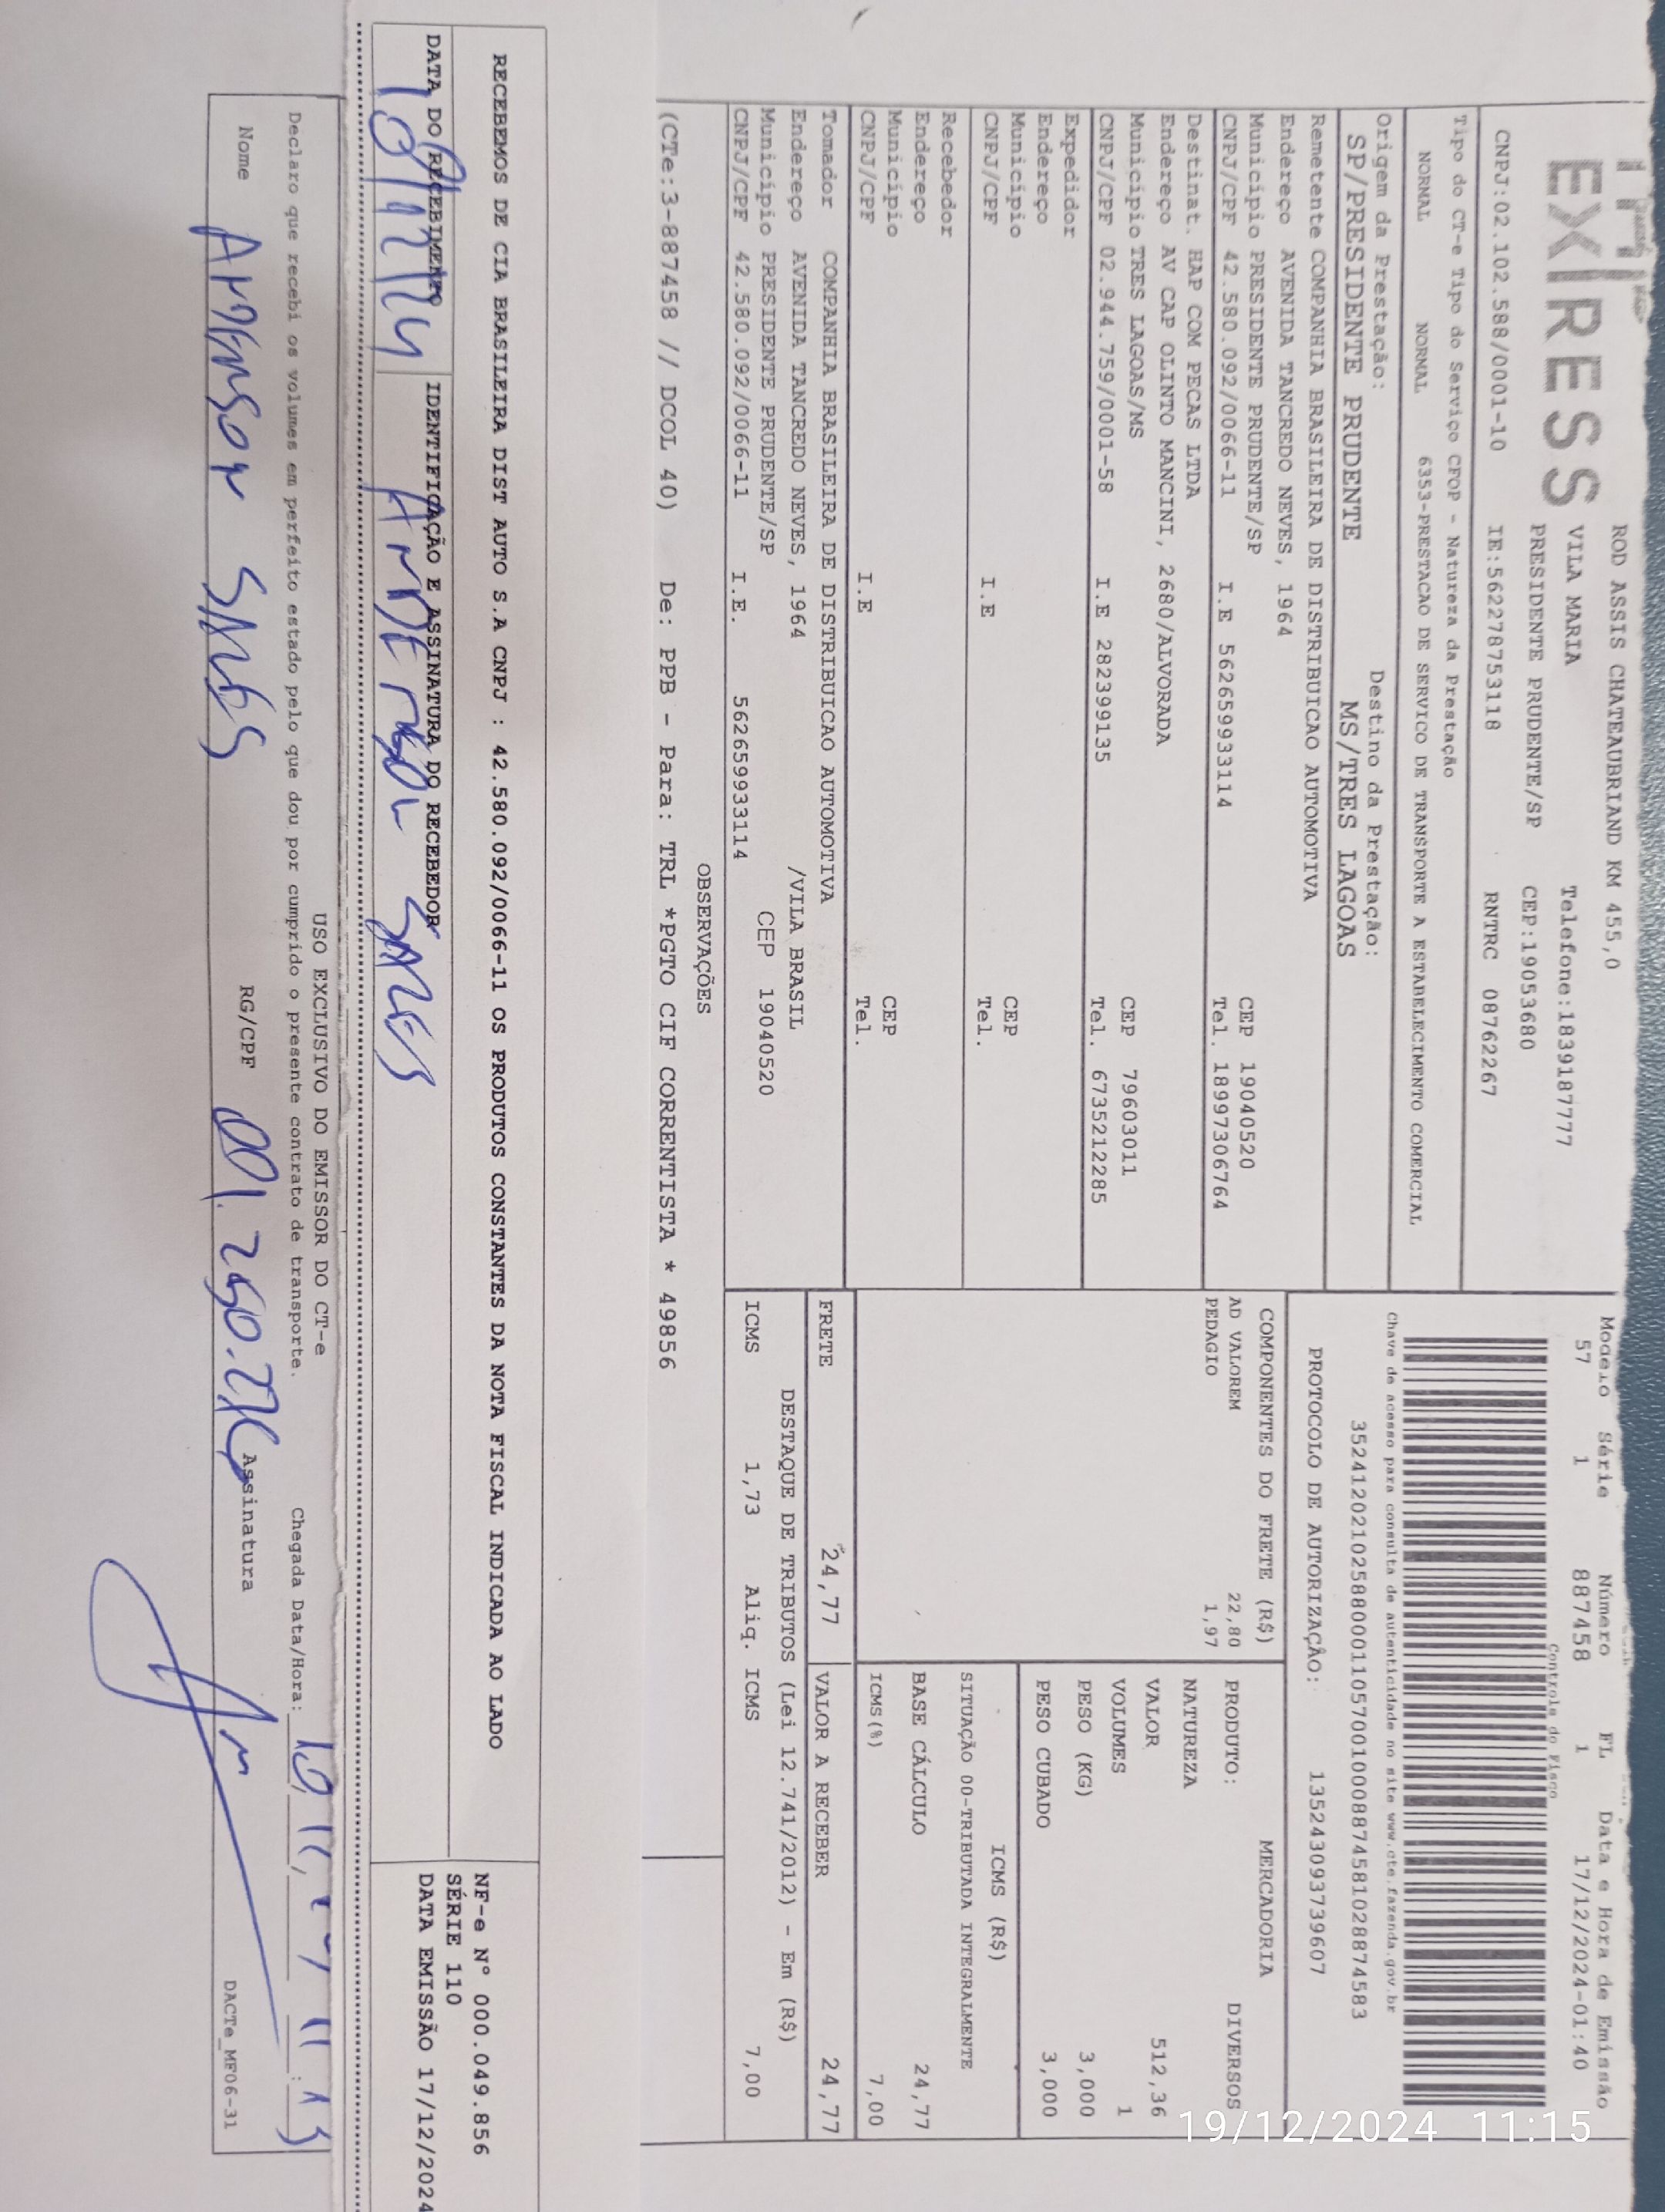 EXPRESS
ROD ASSIS CHATEAUBRIAND KM 455,0
VILA MARIA Telefone:1839187777
PRESIDENTE PRUDENTE/SP CEP:19053680
CNPJ:02.102.588/0001-10 IE:562278753118 RNTRC 08762267
Tipo do CT-e Tipo do Serviço CFOP - Natureza da Prestação
NORMAL NORMAL 6353-PRESTACAO DE SERVICO DE TRANSPORTE A ESTABELECIMENTO COMERCIAL
Origem da Prestação: Destino da Prestação:
SP/PRESIDENTE PRUDENTE MS/TRES LAGOAS
Remetente COMPANHIA BRASILEIRA DE DISTRIBUICAO AUTOMOTIVA
Endereço AVENIDA TANCREDO NEVES, 1964
Município PRESIDENTE PRUDENTE/SP CEP 19040520
CNPJ/CPF 42.580.092/0066-11 I.E 562659933114 Tel. 18997306764
Destinat. HAP COM PECAS LTDA
Endereço AV CAP OLINTO MANCINI, 2680/ALVORADA
Município TRES LAGOAS/MS CEP 79603011
CNPJ/CPF 02.944.759/0001-58 I.E 282399135 Tel. 6735212285
Expedidor
Endereço
Município CEP
CNPJ/CPF I.E Tel.
Recebedor
Endereço
Município CEP
CNPJ/CPF I.E Tel.
Tomador COMPANHIA BRASILEIRA DE DISTRIBUICAO AUTOMOTIVA
Endereço AVENIDA TANCREDO NEVES, 1964 /VILA BRASIL
Município PRESIDENTE PRUDENTE/SP CEP 19040520
CNPJ/CPF 42.580.092/0066-11 I.E. 562659933114
Modelo Série Número FL Data e Hora de Emissão
57 1 887458 1 17/12/2024-01:40
Controle do Fisco
Chave de acesso para consulta de autenticidade no site www.cte.fazenda.gov.br
35241202102588000110570010008874581028874583
PROTOCOLO DE AUTORIZAÇÃO: 135243093739607
COMPONENTES DO FRETE (R$)
AD VALOREM 22,80
PEDAGIO 1,97
MERCADORIA
PRODUTO: DIVERSOS
NATUREZA
VALOR 512,36
VOLUMES 1
PESO (KG) 3,000
PESO CUBADO 3,000
ICMS (R$)
SITUAÇÃO 00-TRIBUTADA INTEGRALMENTE
BASE CÁLCULO 24,77
ICMS(%) 7,00
FRETE 24,77 VALOR A RECEBER 24,77
DESTAQUE DE TRIBUTOS (Lei 12.741/2012) - Em (R$)
ICMS 1,73 Aliq. ICMS 7,00
OBSERVAÇÕES
(CTe:3-887458 // DCOL 40) De: PPB - Para: TRL *PGTO CIF CORRENTISTA * 49856
RECEBEMOS DE CIA BRASILEIRA DIST AUTO S.A CNPJ : 42.580.092/0066-11 OS PRODUTOS CONSTANTES DA NOTA FISCAL INDICADA AO LADO
NF-e Nº 000.049.856
SÉRIE 110
DATA EMISSÃO 17/12/2024
DATA DO RECEBIMENTO IDENTIFICAÇÃO E ASSINATURA DO RECEBEDOR
USO EXCLUSIVO DO EMISSOR DO CT-e
Declaro que recebi os volumes em perfeito estado pelo que dou por cumprido o presente contrato de transporte. Chegada Data/Hora:
Nome RG/CPF Assinatura
DACTe_MF06-31
19/12/2024 11:15